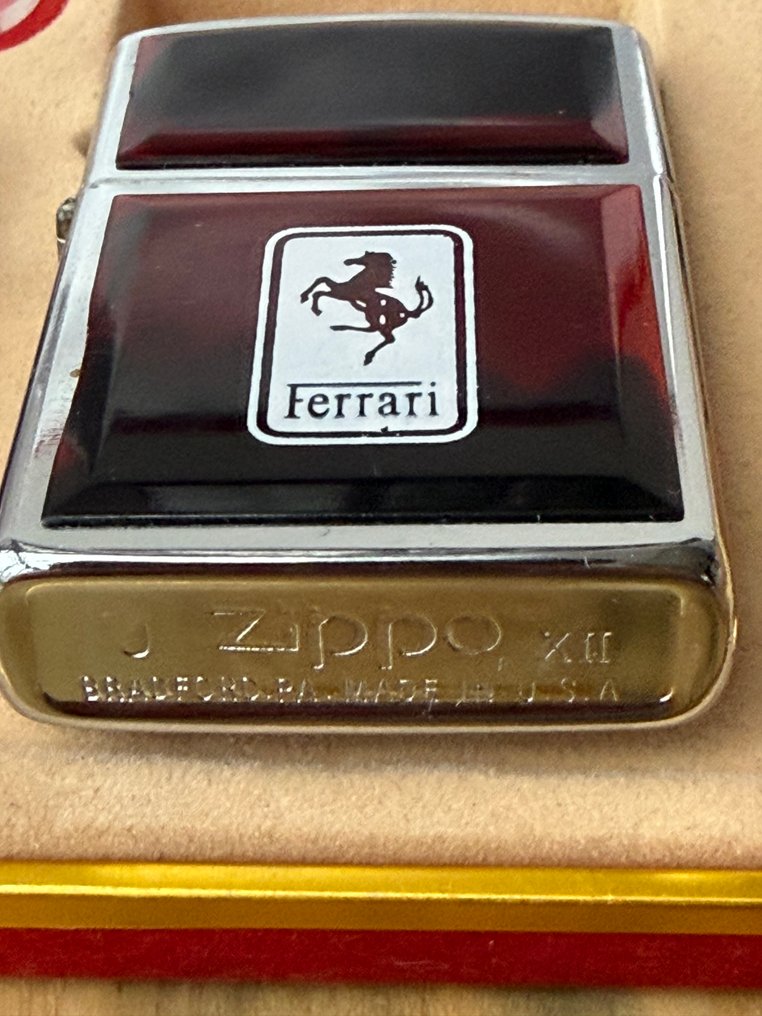 Ferrari
J Zippo XII
BRADFORD.PA. MADE IN U.S.A